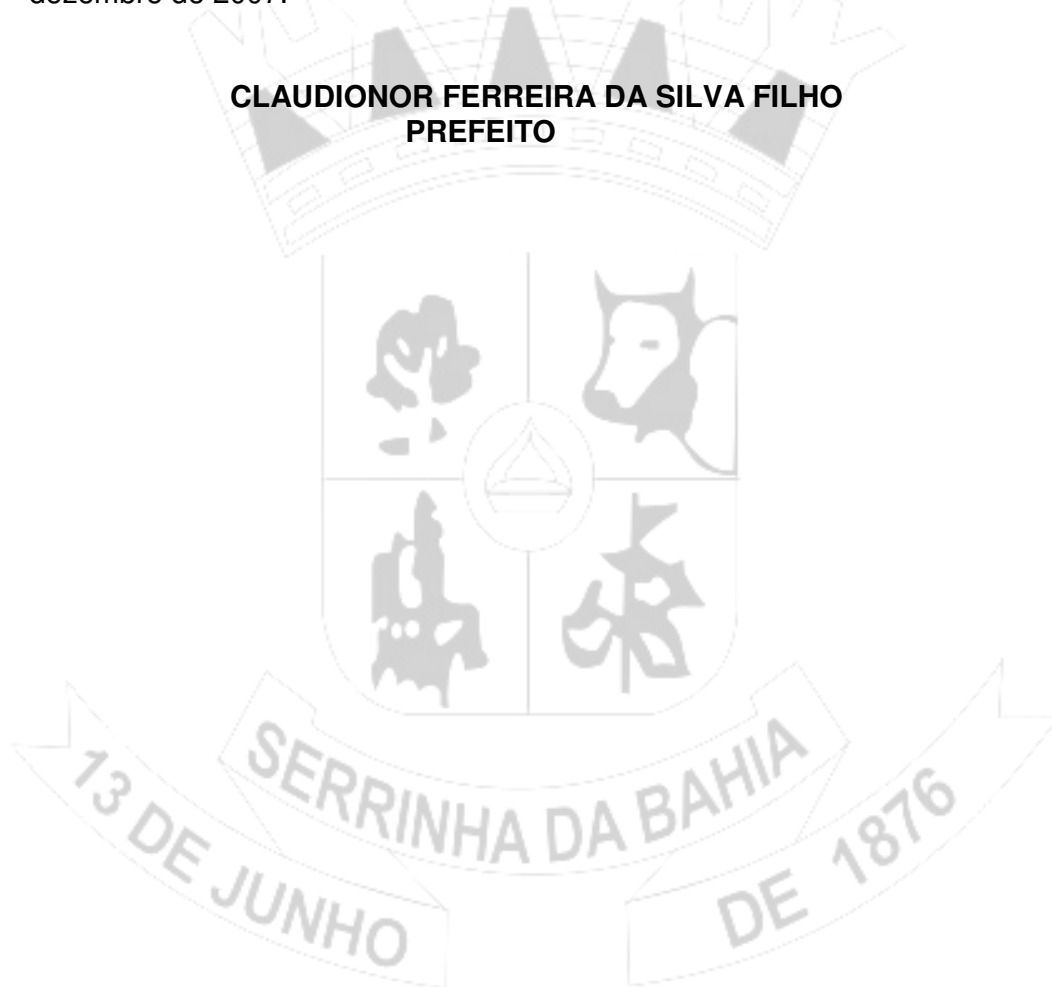 dezembro de 2007.
CLAUDIONOR FERREIRA DA SILVA FILHO
PREFEITO
SERRINHA DA BAHIA
13 DE JUNHO DE 1876